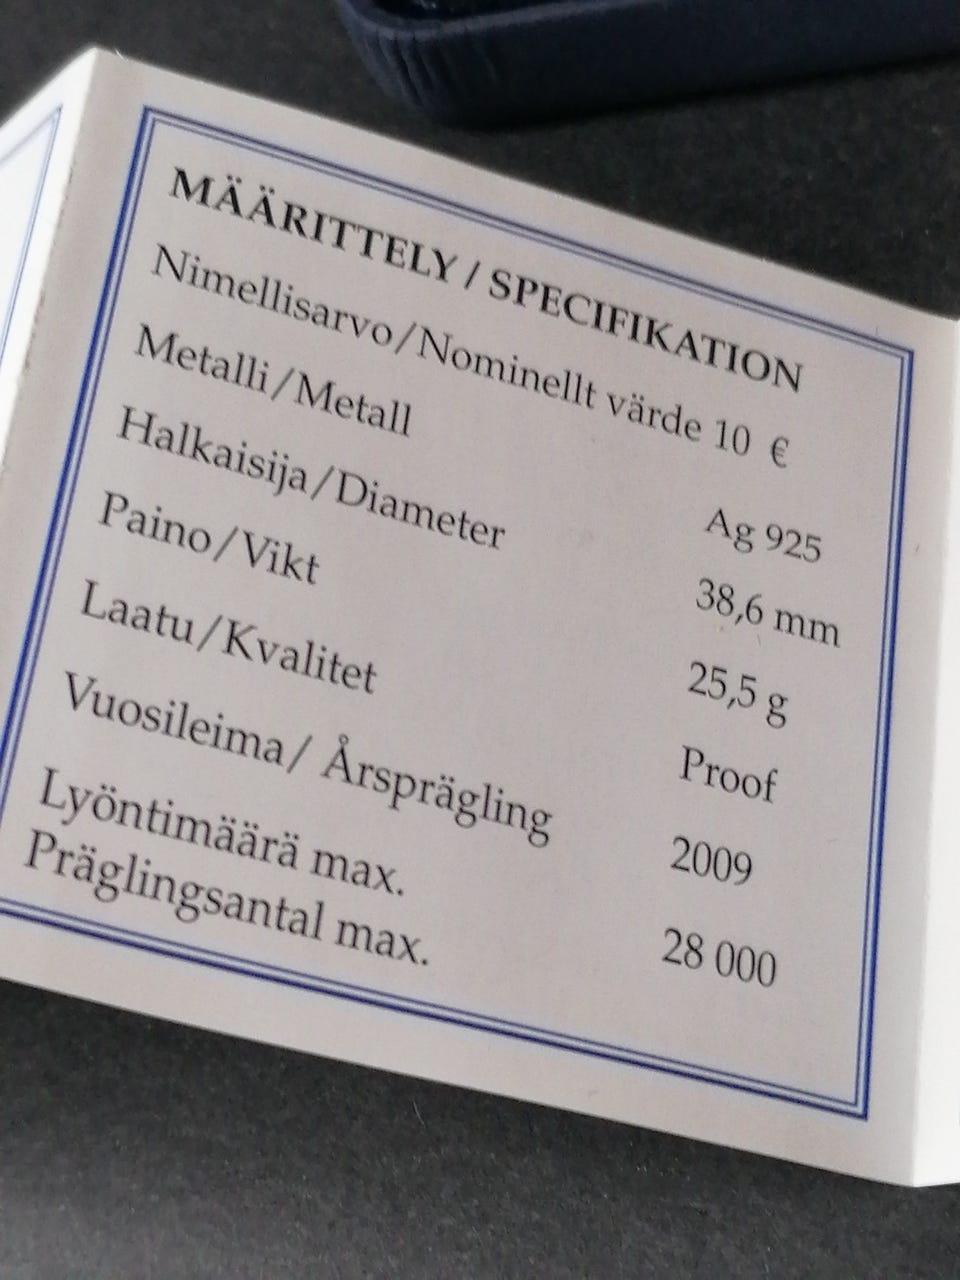 MÄÄRITTELY / SPECIFIKATION
Nimellisarvo/Nominellt värde 10 €
Metalli/Metall Ag 925
Halkaisija/Diameter 38,6 mm
Paino/Vikt 25,5 g
Laatu/Kvalitet Proof
Vuosileima/ Årsprägling 2009
Lyöntimäärä max.
Präglingsantal max. 28 000